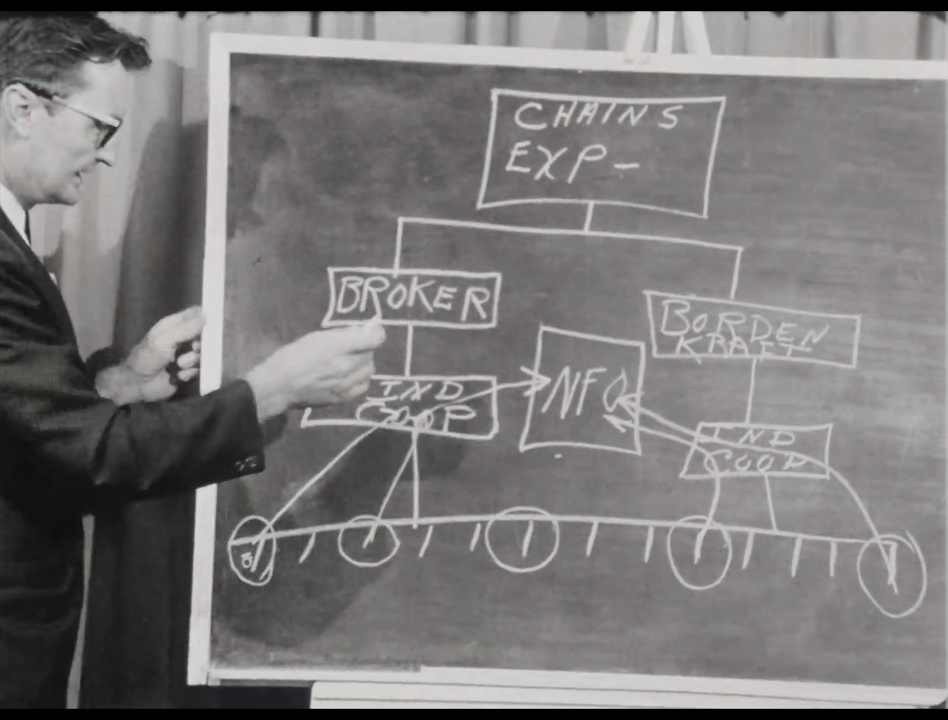 CHAINS
EXP-
BROKER
BORDEN
KRAFT
IND
COOP
NFO
IND
COOP